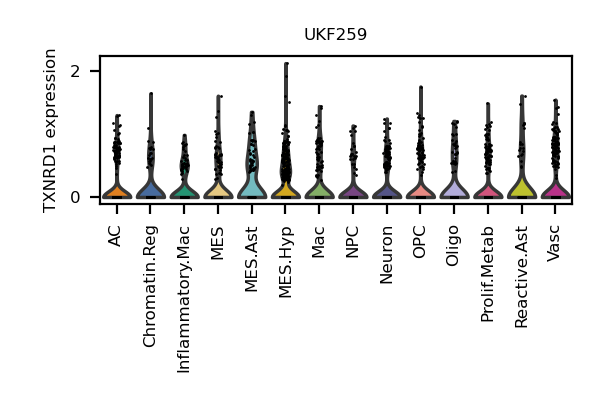 UKF259
TXNRD1 expression
2
0
AC
Chromatin.Reg
Inflammatory.Mac
MES
MES.Ast
MES.Hyp
Mac
NPC
Neuron
OPC
Oligo
Prolif.Metab
Reactive.Ast
Vasc